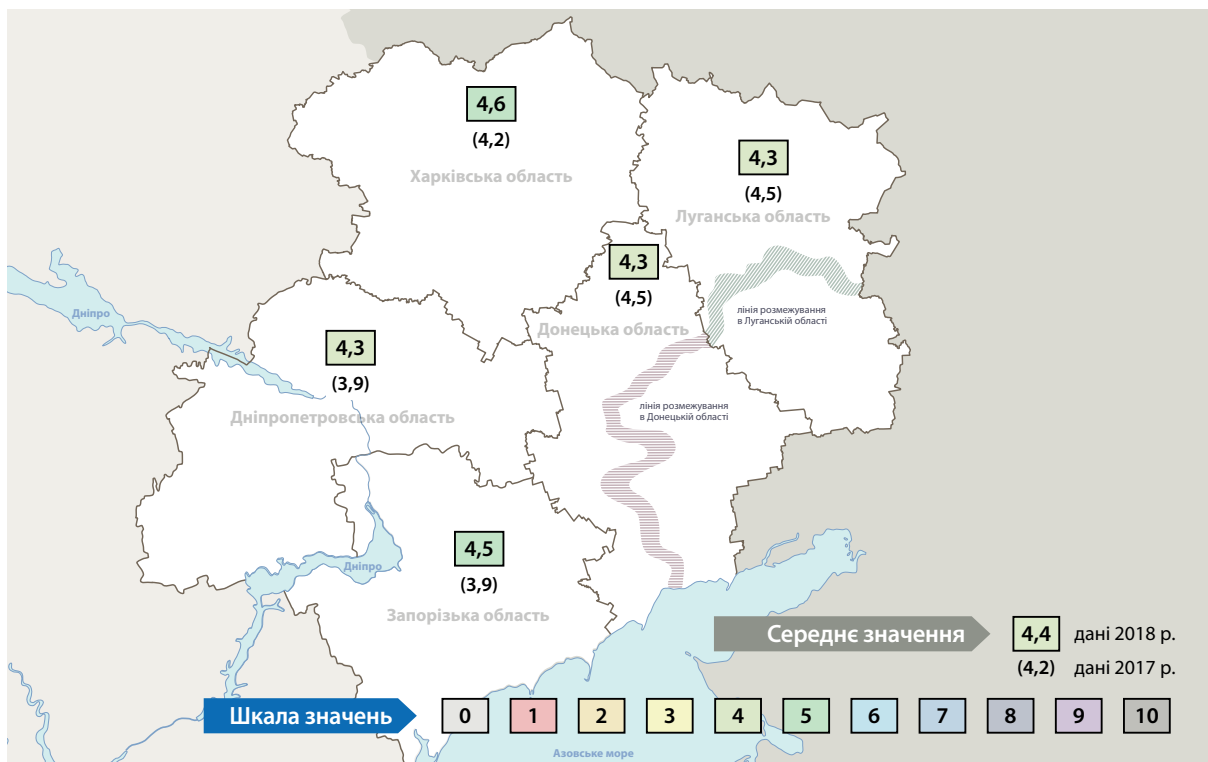 4,6
(4,2)
Харківська область
4,3
(4,5)
Луганська область
4,3
(4,5)
Донецька область
лінія розмежування
в Луганській області
Дніпро
4,3
(3,9)
Дніпропетровська область
лінія розмежування
в Донецькій області
4,5
(3,9)
Запорізька область
Дніпро
Середнє значення
4,4 дані 2018 р.
(4,2) дані 2017 р.
Шкала значень
0 1 2 3 4 5 6 7 8 9 10
Азовське море